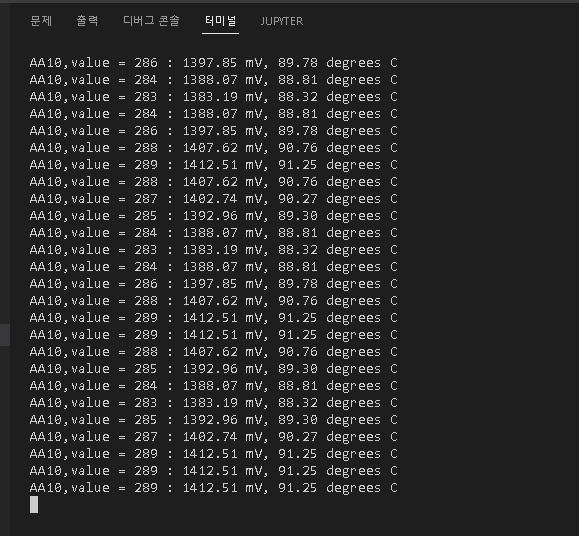 문제 출력 디버그 콘솔 터미널 JUPYTER
AA10,value = 286 : 1397.85 mV, 89.78 degrees C
AA10,value = 284 : 1388.07 mV, 88.81 degrees C
AA10,value = 283 : 1383.19 mV, 88.32 degrees C
AA10,value = 284 : 1388.07 mV, 88.81 degrees C
AA10,value = 286 : 1397.85 mV, 89.78 degrees C
AA10,value = 288 : 1407.62 mV, 90.76 degrees C
AA10,value = 289 : 1412.51 mV, 91.25 degrees C
AA10,value = 288 : 1407.62 mV, 90.76 degrees C
AA10,value = 287 : 1402.74 mV, 90.27 degrees C
AA10,value = 285 : 1392.96 mV, 89.30 degrees C
AA10,value = 284 : 1388.07 mV, 88.81 degrees C
AA10,value = 283 : 1383.19 mV, 88.32 degrees C
AA10,value = 284 : 1388.07 mV, 88.81 degrees C
AA10,value = 286 : 1397.85 mV, 89.78 degrees C
AA10,value = 288 : 1407.62 mV, 90.76 degrees C
AA10,value = 289 : 1412.51 mV, 91.25 degrees C
AA10,value = 289 : 1412.51 mV, 91.25 degrees C
AA10,value = 288 : 1407.62 mV, 90.76 degrees C
AA10,value = 285 : 1392.96 mV, 89.30 degrees C
AA10,value = 284 : 1388.07 mV, 88.81 degrees C
AA10,value = 283 : 1383.19 mV, 88.32 degrees C
AA10,value = 285 : 1392.96 mV, 89.30 degrees C
AA10,value = 287 : 1402.74 mV, 90.27 degrees C
AA10,value = 289 : 1412.51 mV, 91.25 degrees C
AA10,value = 289 : 1412.51 mV, 91.25 degrees C
AA10,value = 289 : 1412.51 mV, 91.25 degrees C